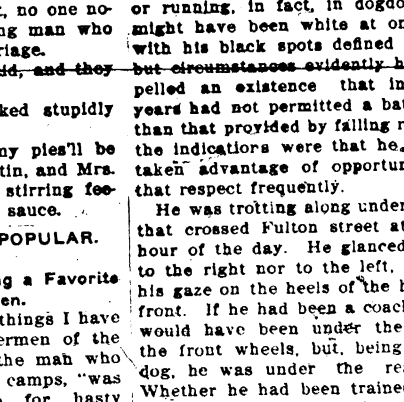 , no one no-
ng man who
riage.
id, and they
ked stupidly
ny pies'll be
tin, and Mrs.
stirring fee-
sauce.
POPULAR.
g a Favorite
en.
things I have
ermen of the
the man who
camps, "was
for hasty
or running, in fact, in dogdo
might have been white at on
with his black spots defined
but circumstances evidently h
pelled an existence that in
years had not permitted a bat
than that provided by falling r
the indications were that he
taken advantage of opportun
that respect frequently.
He was trotting along under
that crossed Fulton street at
hour of the day. He glanced
to the right nor to the left,
his gaze on the heels of the h
front. If he had been a coach
would have been under the
the front wheels, but, being
dog, he was under the rea
Whether he had been traine